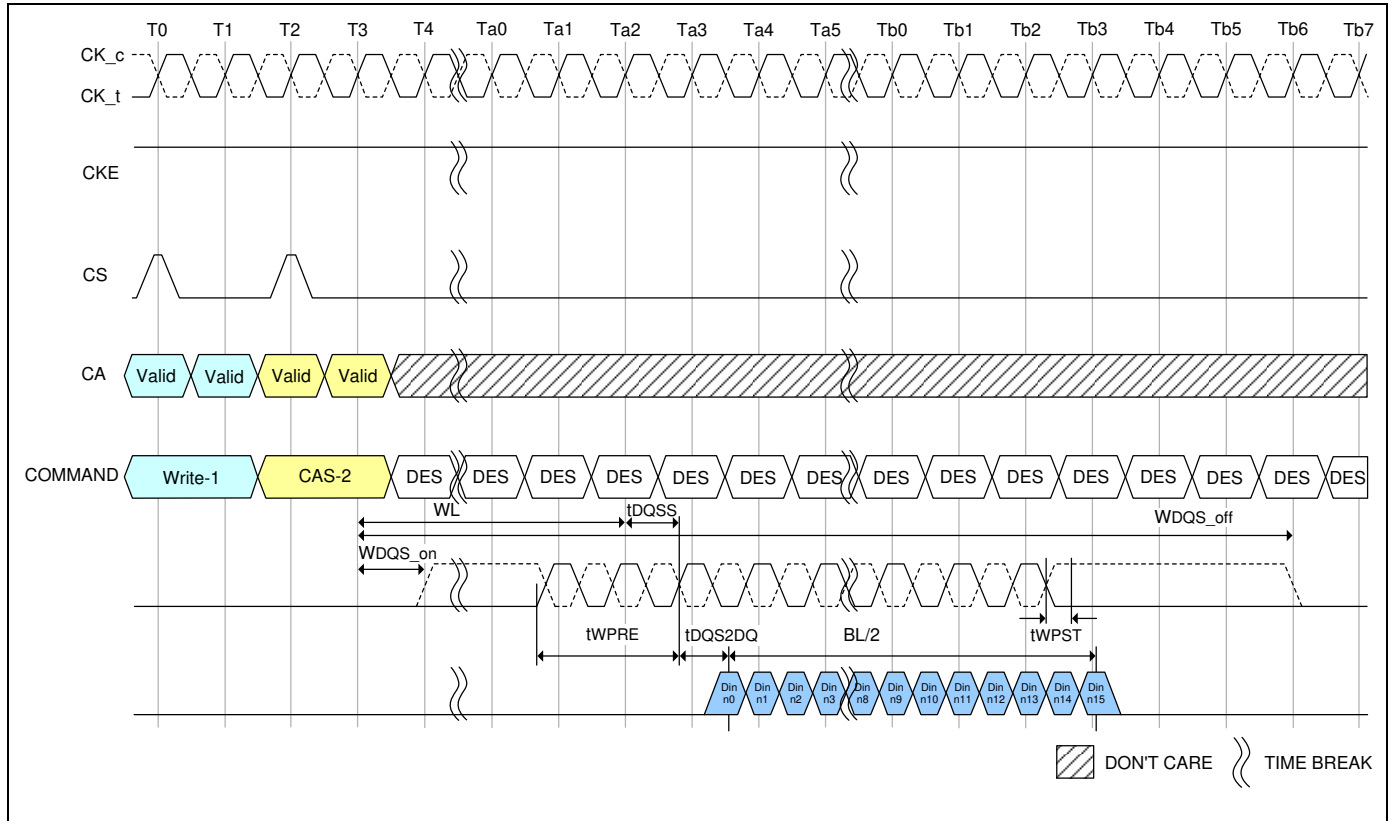 T0 T1 T2 T3 T4 Ta0 Ta1 Ta2 Ta3 Ta4 Ta5 Tb0 Tb1 Tb2 Tb3 Tb4 Tb5 Tb6 Tb7
CK_c
CK_t
CKE
CS
CA Valid Valid Valid Valid
COMMAND Write-1 CAS-2 DES DES DES DES DES DES DES DES DES DES DES DES DES DES DES
WL tDQSS WDQS_off
WDQS_on
tWPRE tDQS2DQ BL/2 tWPST
Din Din Din Din Din Din Din Din Din Din Din Din
n0 n1 n2 n3 n8 n9 n10 n11 n12 n13 n14 n15
DON'T CARE TIME BREAK